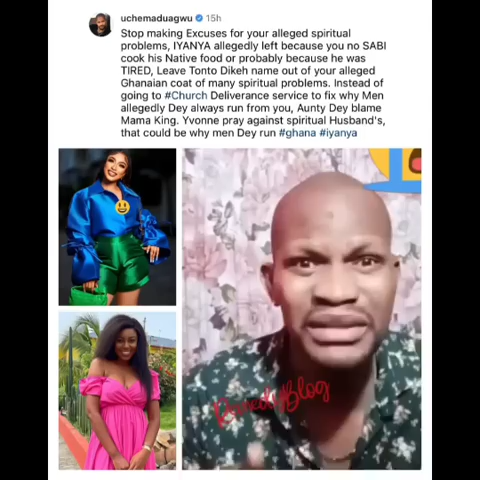 uchemaduagwu 15h
Stop making Excuses for your alleged spiritual
problems, IYANYA allegedly left because you no SABI
cook his Native food or probably because he was
TIRED, Leave Tonto Dikeh name out of your alleged
Ghanaian coat of many spiritual problems. Instead of
going to #Church Deliverance service to fix why Men
allegedly Dey always run from you, Aunty Dey blame
Mama King. Yvonne pray against spiritual Husband's,
that could be why men Dey run #ghana #iyanya